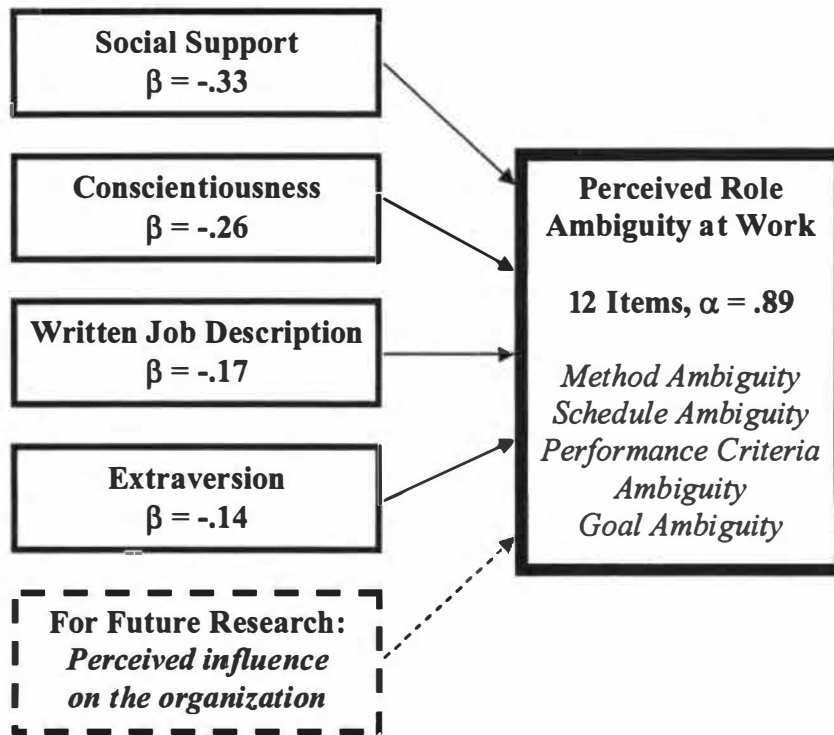 Social Support
β = -.33
Conscientiousness
β = -.26
Written Job Description
β = -.17
Extraversion
β = -.14
For Future Research:
Perceived influence
on the organization
Perceived Role
Ambiguity at Work
12 Items, α = .89
Method Ambiguity
Schedule Ambiguity
Performance Criteria
Ambiguity
Goal Ambiguity